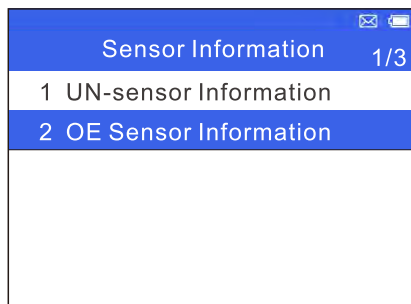 Sensor Information 1/3
1 UN-sensor Information
2 OE Sensor Information